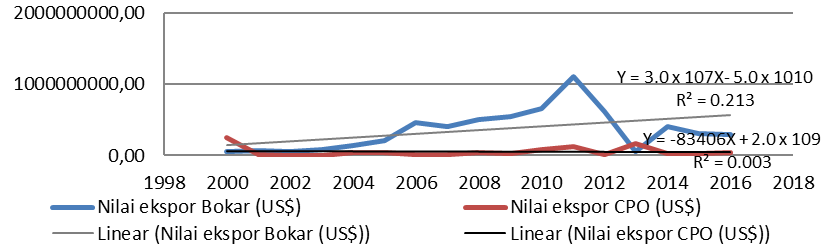 2000000000,00
1000000000,00
0,00
Y = 3.0 x 107X- 5.0 x 1010
R² = 0.213
Y = -83406X + 2.0 x 109
R² = 0.003
1998 2000 2002 2004 2006 2008 2010 2012 2014 2016 2018
Nilai ekspor Bokar (US$) Nilai ekspor CPO (US$)
Linear (Nilai ekspor Bokar (US$)) Linear (Nilai ekspor CPO (US$))